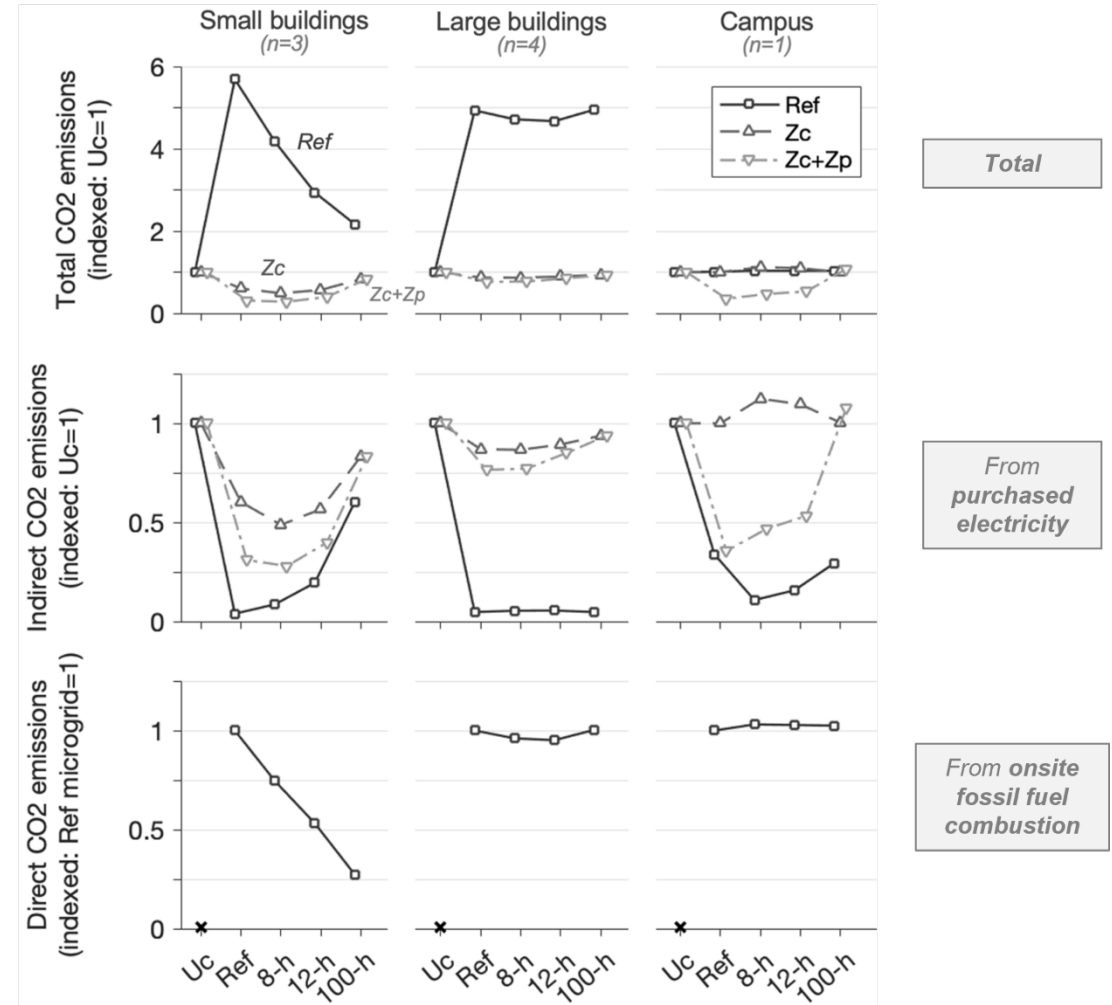 Small buildings
(n=3)
Large buildings
(n=4)
Campus
(n=1)
Total CO2 emissions
(indexed: Uc=1)
6
4
2
0
Ref
Zc
Zc+Zp
Ref
Zc
Zc+Zp
Total
Indirect CO2 emissions
(indexed: Uc=1)
1
0.5
0
From
purchased
electricity
Direct CO2 emissions
(indexed: Ref microgrid=1)
1
0.5
0
From onsite
fossil fuel
combustion
Uc
Ref
8-h
12-h
100-h
Uc
Ref
8-h
12-h
100-h
Uc
Ref
8-h
12-h
100-h